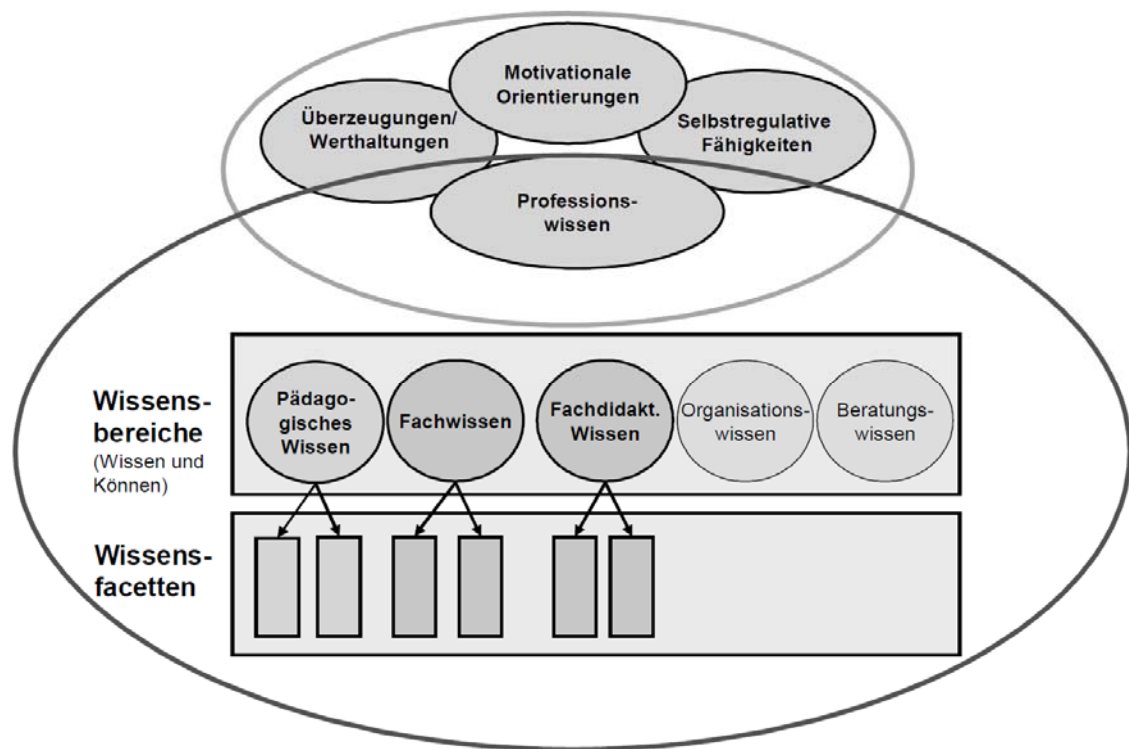 Motivationale
Orientierungen
Überzeugungen/
Werthaltungen
Selbstregulative
Fähigkeiten
Professions-
wissen
Wissens-
bereiche
(Wissen und
Können)
Pädago-
gisches
Wissen
Fachwissen
Fachdidakt.
Wissen
Organisations-
wissen
Beratungs-
wissen
Wissens-
facetten